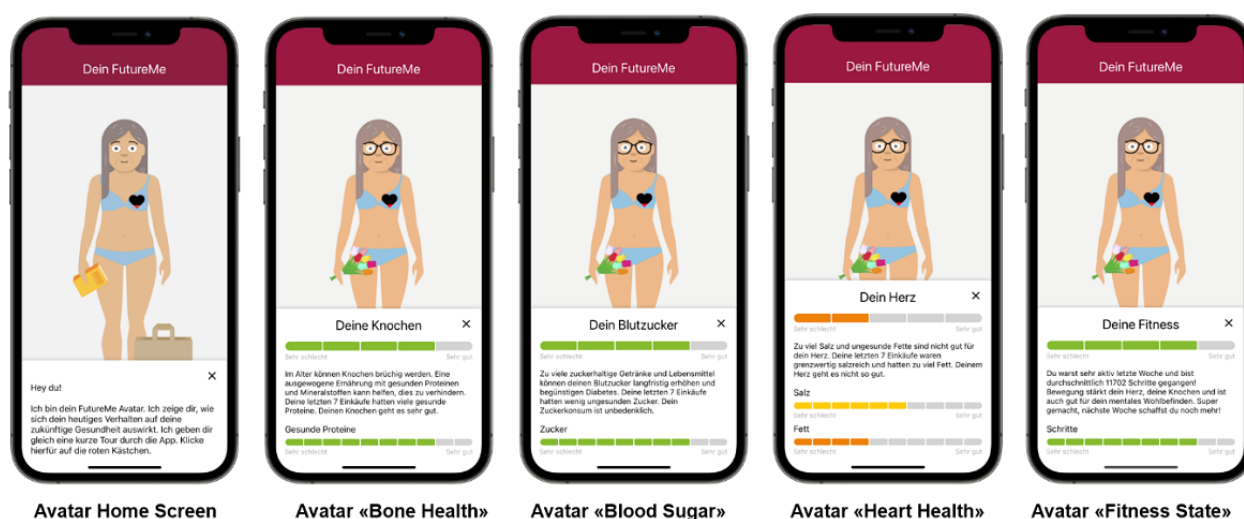 Dein FutureMe
Hey du!
Ich bin dein FutureMe Avatar. Ich zeige dir, wie
sich dein heutiges Verhalten auf deine
zukünftige Gesundheit auswirkt. Ich geben dir
gleich eine kurze Tour durch die App. Klicke
hierfür auf die roten Kästchen.
Avatar Home Screen
Dein FutureMe
Deine Knochen
Sehr schlecht
Sehr gut
Im Alter können Knochen brüchig werden. Eine
ausgewogene Ernährung mit gesunden Proteinen
und Mineralstoffen kann helfen, dies zu verhindern.
Deine letzten 7 Einkäufe hatten viele gesunde
Proteine. Deinen Knochen geht es sehr gut.
Gesunde Proteine
Sehr schlecht
Sehr gut
Avatar «Bone Health»
Dein FutureMe
Dein Blutzucker
Sehr schlecht
Sehr gut
Zu viele zuckerhaltige Getränke und Lebensmittel
können deinen Blutzucker langfristig erhöhen und
begünstigen Diabetes. Deine letzten 7 Einkäufe
hatten wenig ungesunden Zucker. Dein
Zuckerkonsum ist unbedenklich.
Zucker
Sehr schlecht
Sehr gut
Avatar «Blood Sugar»
Dein FutureMe
Dein Herz
Sehr schlecht
Sehr gut
Zu viel Salz und ungesunde Fette sind nicht gut für
dein Herz. Deine letzten 7 Einkäufe waren
grenzwertig salzreich und hatten zu viel Fett. Deinem
Herz geht es nicht so gut.
Salz
Fett
Sehr schlecht
Sehr gut
Avatar «Heart Health»
Dein FutureMe
Deine Fitness
Sehr schlecht
Sehr gut
Du warst sehr aktiv letzte Woche und bist
durchschnittlich 11702 Schritte gegangen!
Bewegung stärkt dein Herz, deine Knochen und ist
auch gut für dein mentales Wohlbefinden. Super
gemacht, nächste Woche schaffst du noch mehr!
Schritte
Sehr schlecht
Sehr gut
Avatar «Fitness State»